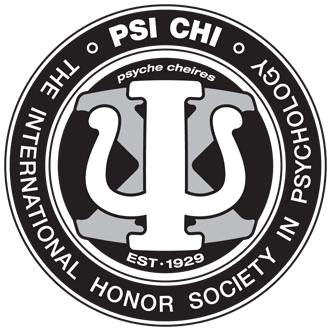 PSI CHI
THE INTERNATIONAL HONOR SOCIETY IN PSYCHOLOGY
psyche cheires
Ψ
EST·1929